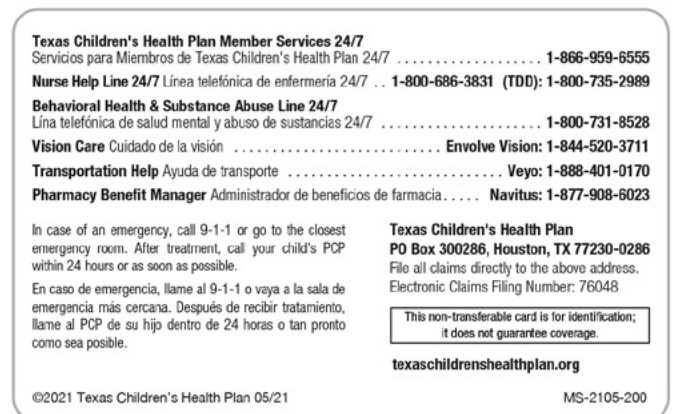 Texas Children's Health Plan Member Services 24/7
Servicios para Miembros de Texas Children's Health Plan 24/7 . . . . . . . . . . . . . . . . . . . 1-866-959-6555
Nurse Help Line 24/7 Línea telefónica de enfermería 24/7 . . 1-800-686-3831 (TDD): 1-800-735-2989
Behavioral Health & Substance Abuse Line 24/7
Lína telefónica de salud mental y abuso de sustancias 24/7 . . . . . . . . . . . . . . . . . . . . . 1-800-731-8528
Vision Care Cuidado de la visión . . . . . . . . . . . . . . . . . . . . . . . . . . . Envolve Vision: 1-844-520-3711
Transportation Help Ayuda de transporte . . . . . . . . . . . . . . . . . . . . . . . . . . . . Veyo: 1-888-401-0170
Pharmacy Benefit Manager Administrador de beneficios de farmacia. . . . . Navitus: 1-877-908-6023
In case of an emergency, call 9-1-1 or go to the closest
emergency room. After treatment, call your child's PCP
within 24 hours or as soon as possible.
En caso de emergencia, llame al 9-1-1 o vaya a la sala de
emergencia más cercana. Después de recibir tratamiento,
llame al PCP de su hijo dentro de 24 horas o tan pronto
como sea posible.
Texas Children's Health Plan
PO Box 300286, Houston, TX 77230-0286
File all claims directly to the above address.
Electronic Claims Filing Number: 76048
This non-transferable card is for identification;
it does not guarantee coverage.
texaschildrenshealthplan.org
©2021 Texas Children's Health Plan 05/21
MS-2105-200